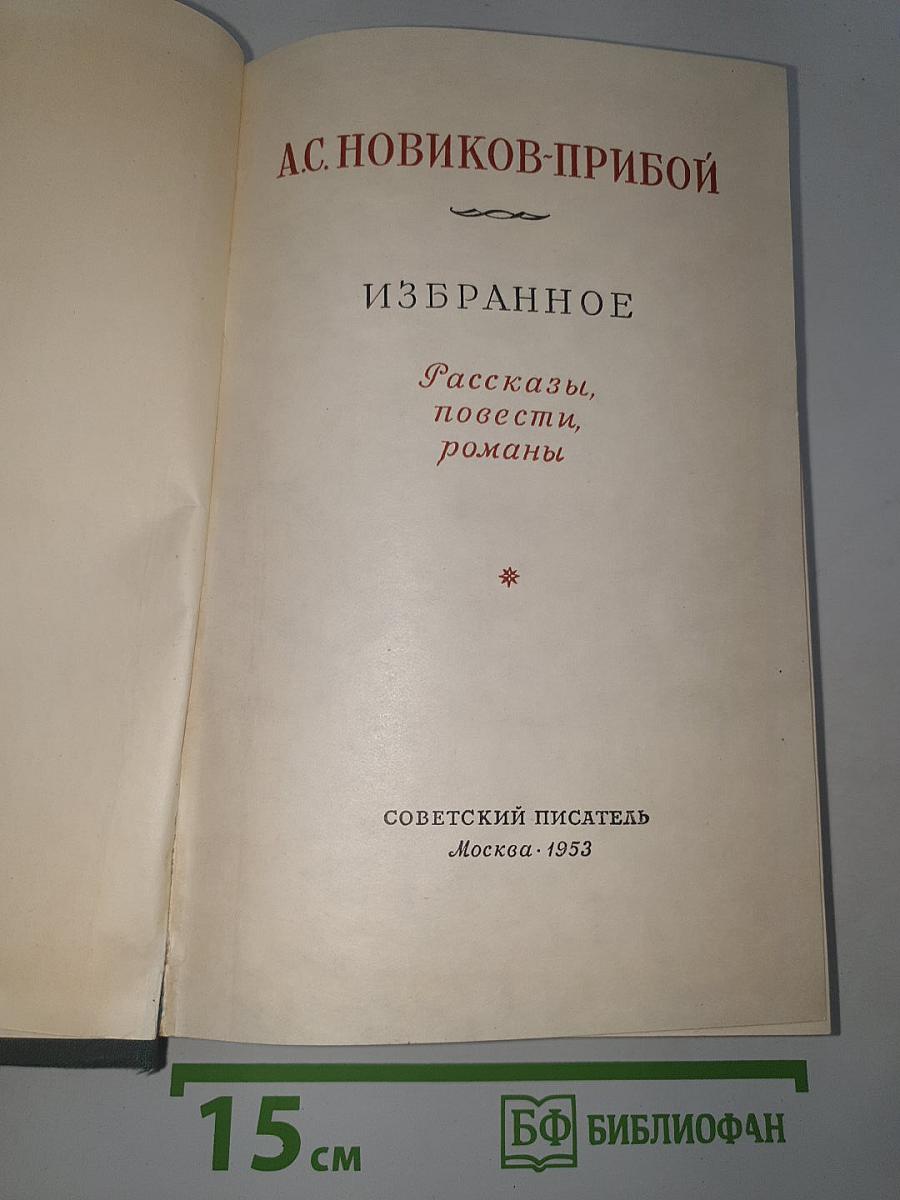 А.С. НОВИКОВ-ПРИБОЙ
ИЗБРАННОЕ
Рассказы,
повести,
романы
СОВЕТСКИЙ ПИСАТЕЛЬ
Москва · 1953
15 см
БФ БИБЛИОФАН